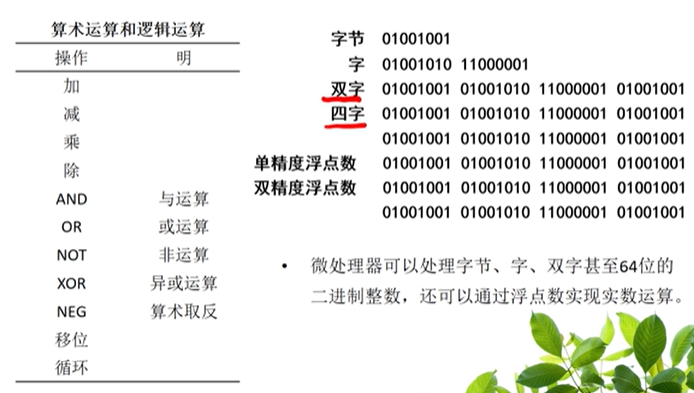 算术运算和逻辑运算
操作 明
加
减
乘
除
AND 与运算
OR 或运算
NOT 非运算
XOR 异或运算
NEG 算术取反
移位
循环
字节 01001001
字 01001010 11000001
双字 01001001 01001010 11000001 01001001
四字 01001001 01001010 11000001 01001001
01001001 01001010 11000001 01001001
单精度浮点数 01001001 01001010 11000001 01001001
双精度浮点数 01001001 01001010 11000001 01001001
01001001 01001010 11000001 01001001
• 微处理器可以处理字节、字、双字甚至64位的
二进制整数，还可以通过浮点数实现实数运算。